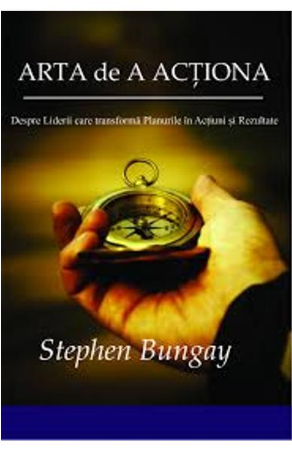 ARTA de A ACȚIONA
Despre Liderii care transformă Planurile în Acțiuni și Rezultate
Stephen Bungay